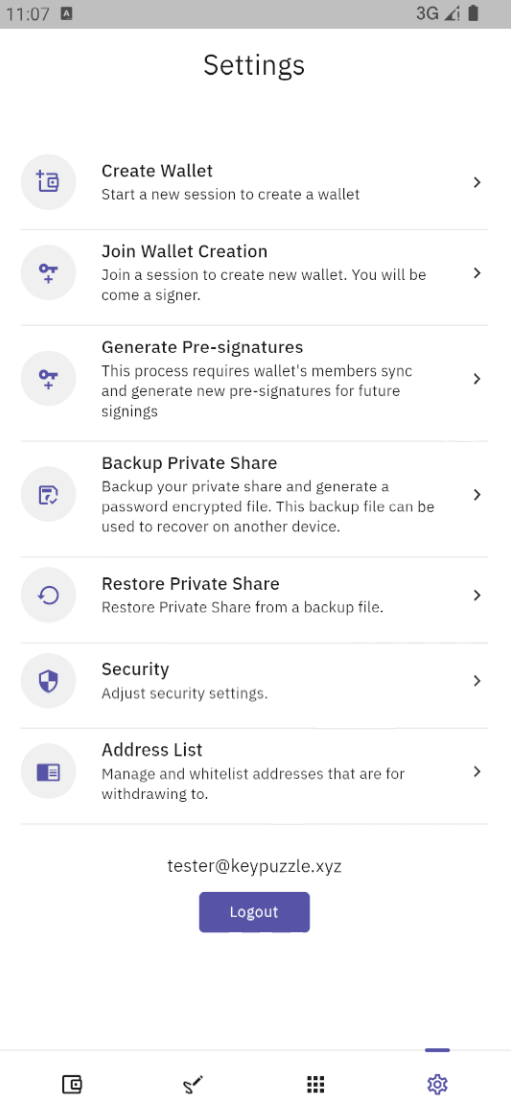 11:07 A 3G
Settings
Create Wallet
Start a new session to create a wallet
Join Wallet Creation
Join a session to create new wallet. You will be
come a signer.
Generate Pre-signatures
This process requires wallet's members sync
and generate new pre-signatures for future
signings
Backup Private Share
Backup your private share and generate a
password encrypted file. This backup file can be
used to recover on another device.
Restore Private Share
Restore Private Share from a backup file.
Security
Adjust security settings.
Address List
Manage and whitelist addresses that are for
withdrawing to.
tester@keypuzzle.xyz
Logout